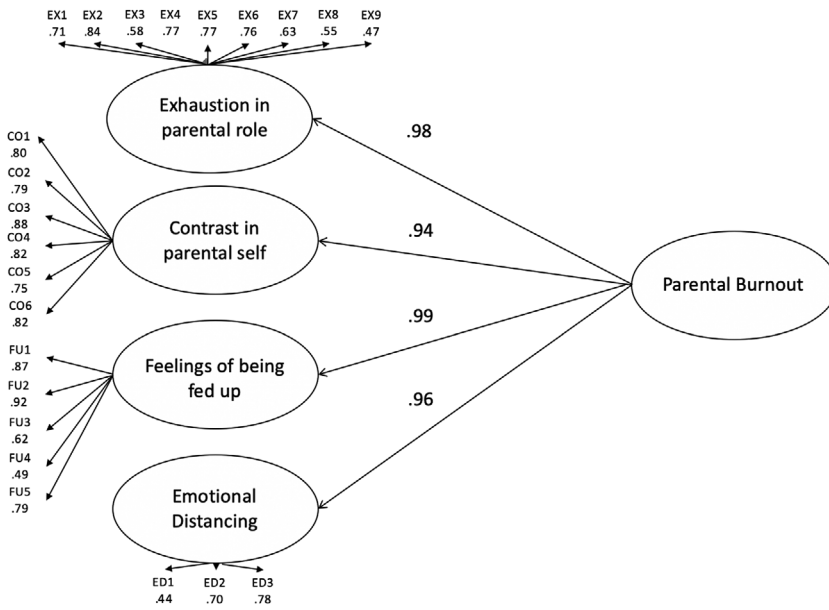 EX1 EX2 EX3 EX4 EX5 EX6 EX7 EX8 EX9
.71 .84 .58 .77 .77 .76 .63 .55 .47
Exhaustion in
parental role
.98
CO1
.80
CO2
.79
CO3
.88
CO4
.82
CO5
.75
CO6
.82
Contrast in
parental self
.94
Parental Burnout
FU1
.87
FU2
.92
FU3
.62
FU4
.49
FU5
.79
Feelings of being
fed up
.99
.96
Emotional
Distancing
ED1 ED2 ED3
.44 .70 .78